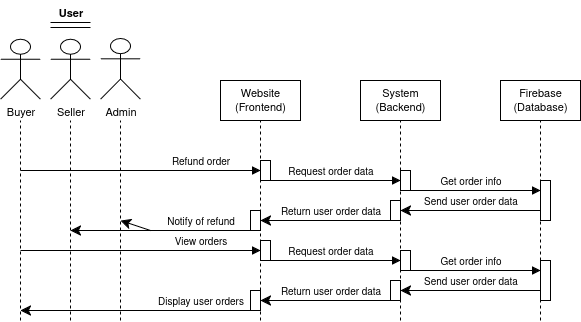 User
Buyer
Seller
Admin
Website
(Frontend)
System
(Backend)
Firebase
(Database)
Refund order
Request order data
Get order info
Send user order data
Return user order data
Notify of refund
View orders
Request order data
Get order info
Send user order data
Return user order data
Display user orders